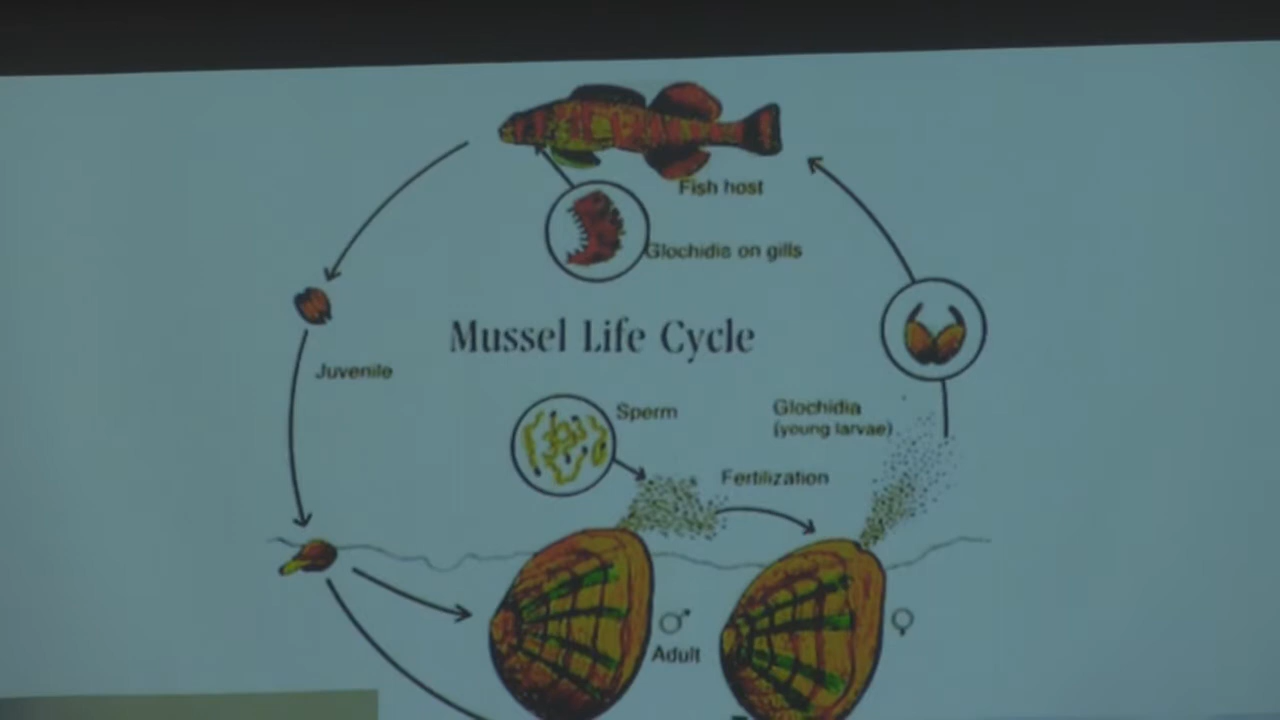 Fish host
Glochidia on gills
Mussel Life Cycle
Juvenile
Sperm
Glochidia
(young larvae)
Fertilization
♂
♀
Adult